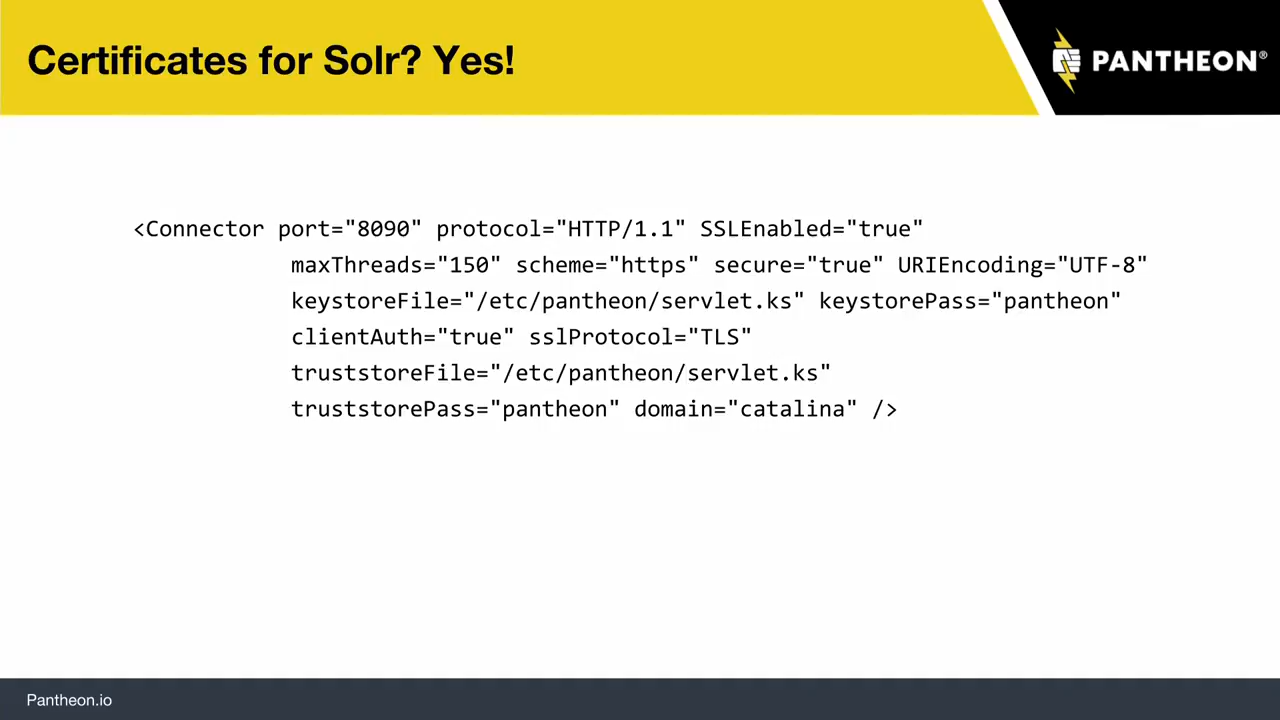 Certificates for Solr? Yes!
PANTHEON®
<Connector port="8090" protocol="HTTP/1.1" SSLEnabled="true"
maxThreads="150" scheme="https" secure="true" URIEncoding="UTF-8"
keystoreFile="/etc/pantheon/servlet.ks" keystorePass="pantheon"
clientAuth="true" sslProtocol="TLS"
truststoreFile="/etc/pantheon/servlet.ks"
truststorePass="pantheon" domain="catalina" />
Pantheon.io